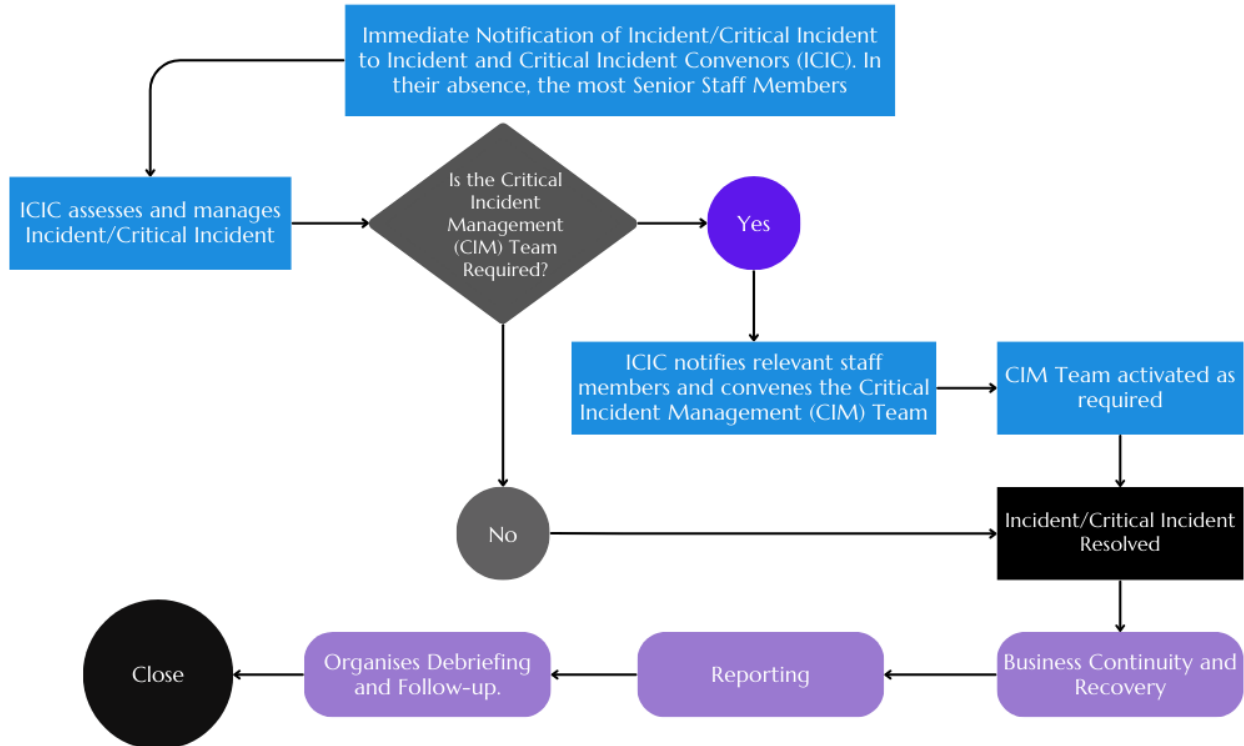 Immediate Notification of Incident/Critical Incident
to Incident and Critical Incident Convenors (ICIC). In
their absence, the most Senior Staff Members
ICIC assesses and manages
Incident/Critical Incident
Is the Critical
Incident
Management
(CIM) Team
Required?
Yes
ICIC notifies relevant staff
members and convenes the Critical
Incident Management (CIM) Team
CIM Team activated as
required
No
Incident/Critical Incident
Resolved
Business Continuity and
Recovery
Reporting
Organises Debriefing
and Follow-up.
Close